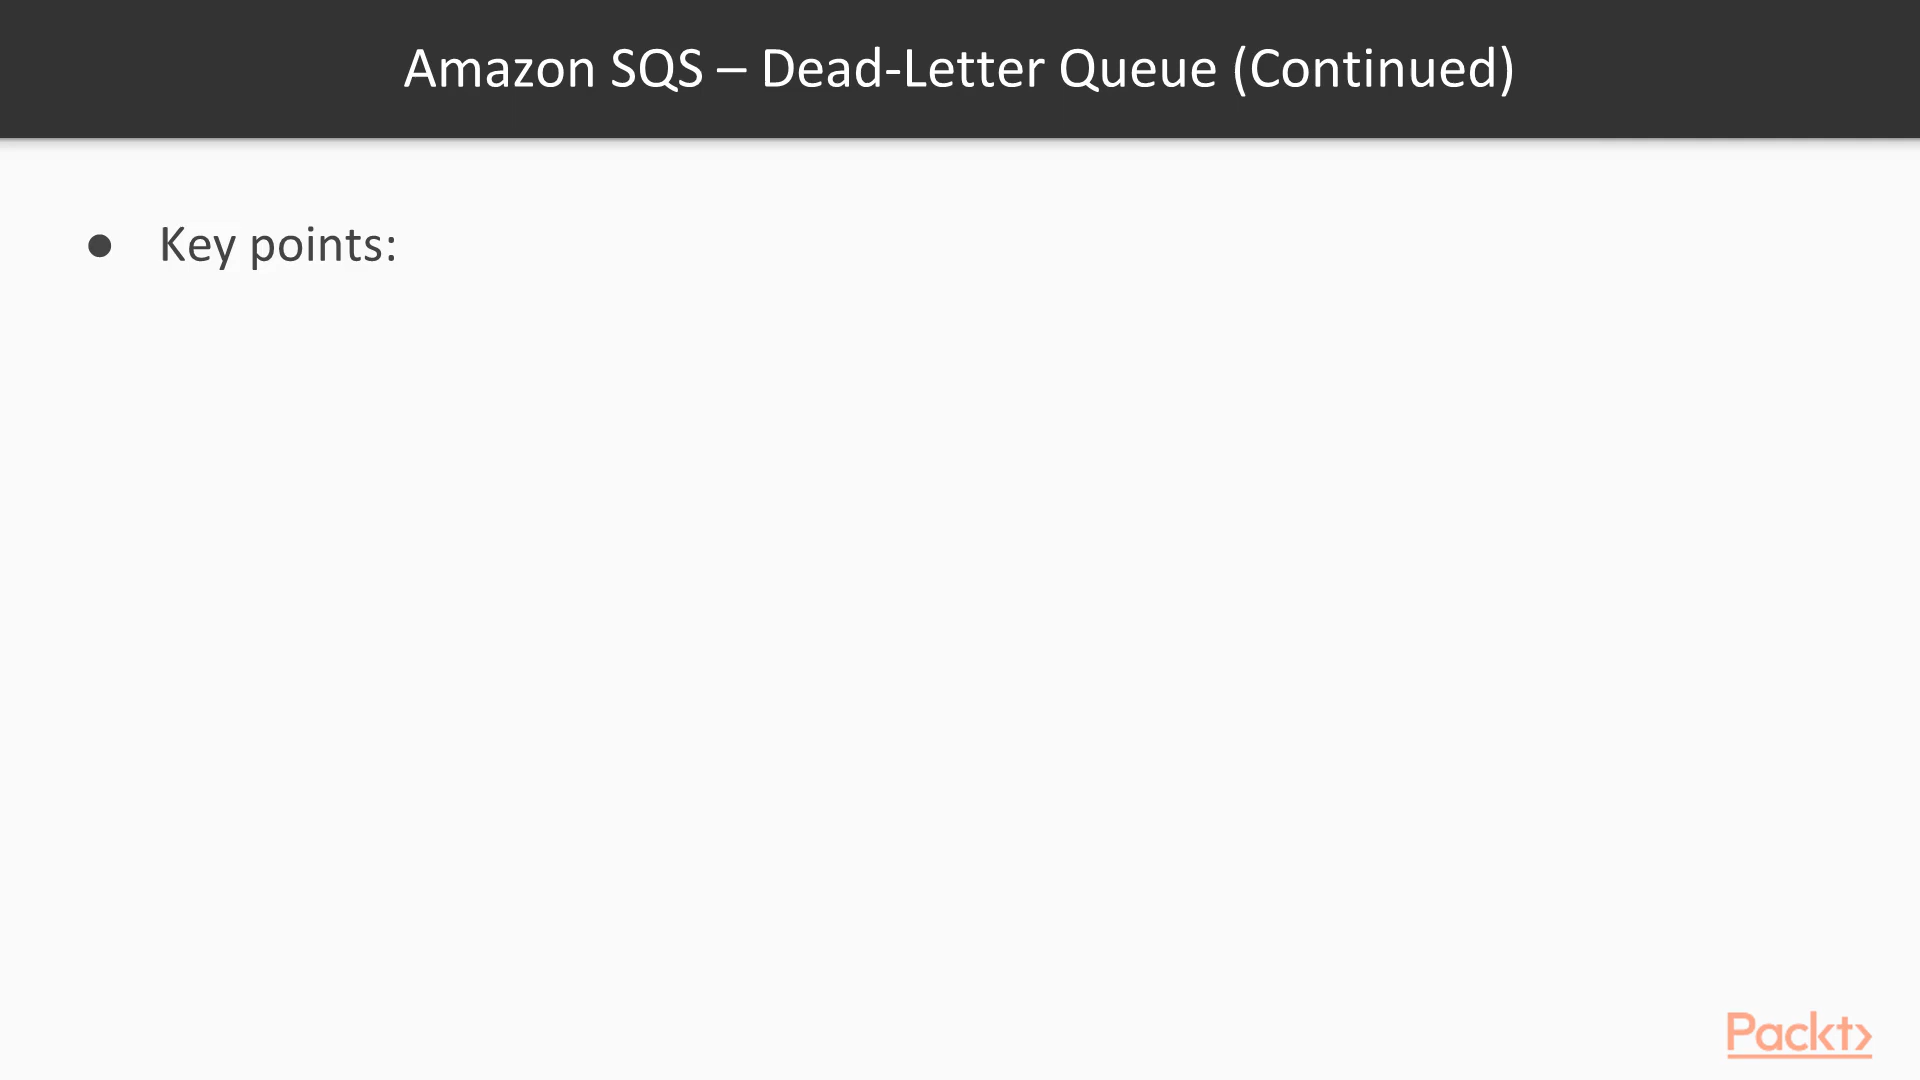 Amazon SQS – Dead-Letter Queue (Continued)
● Key points:
Packt>